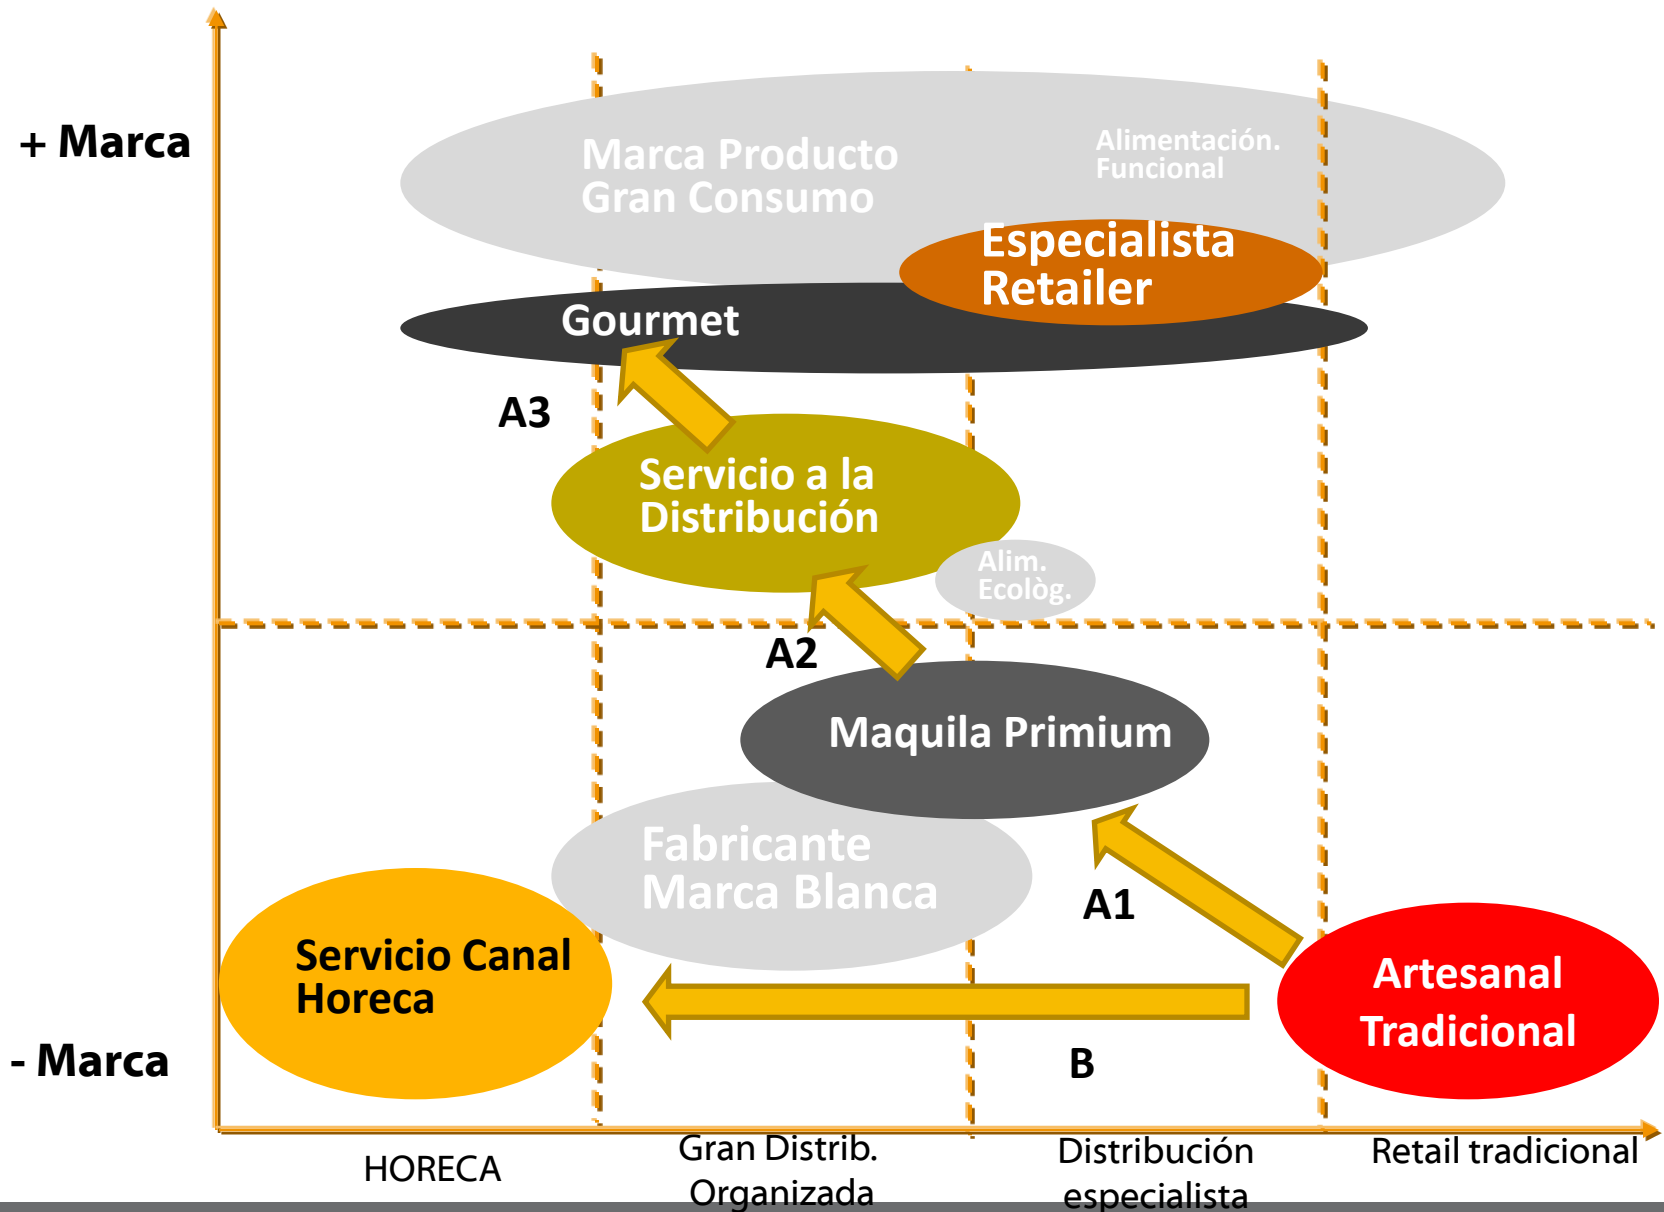 + Marca
Marca Producto
Gran Consumo
Alimentación.
Funcional
Especialista
Retailer
Gourmet
A3
Servicio a la
Distribución
Alim.
Ecològ.
A2
Maquila Primium
Fabricante
Marca Blanca
A1
Servicio Canal
Horeca
Artesanal
Tradicional
- Marca
B
HORECA
Gran Distrib.
Organizada
Distribución
especialista
Retail tradicional